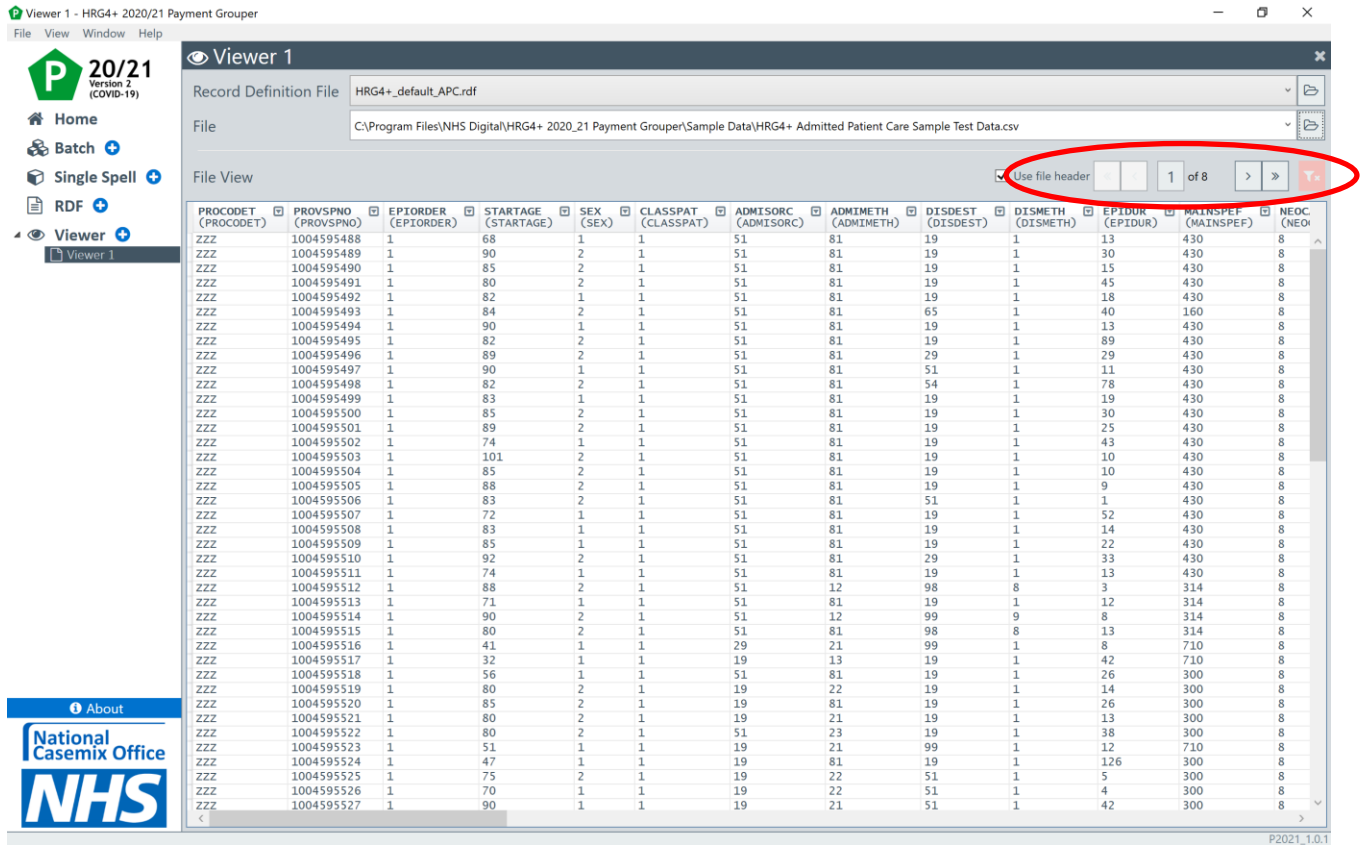 Viewer 1 - HRG4+ 2020/21 Payment Grouper
File View Window Help
P 20/21
Version 2
(COVID-19)
Home
Batch
Single Spell
RDF
Viewer
Viewer 1
Viewer 1
Record Definition File HRG4+_default_APC.rdf
File C:\Program Files\NHS Digital\HRG4+ 2020_21 Payment Grouper\Sample Data\HRG4+ Admitted Patient Care Sample Test Data.csv
File View Use file header 1 of 8
PROCODET PROVSPNO EPIORDER STARTAGE SEX CLASSPAT ADMISORC ADMIMETH DISDEST DISMETH EPIDUR MAINSPEF NEOC
(PROCODET) (PROVSPNO) (EPIORDER) (STARTAGE) (SEX) (CLASSPAT) (ADMISORC) (ADMIMETH) (DISDEST) (DISMETH) (EPIDUR) (MAINSPEF) (NEO
ZZZ 1004595488 1 68 1 1 51 81 19 1 13 430 8
ZZZ 1004595489 1 90 2 1 51 81 19 1 30 430 8
ZZZ 1004595490 1 85 2 1 51 81 19 1 15 430 8
ZZZ 1004595491 1 80 2 1 51 81 19 1 45 430 8
ZZZ 1004595492 1 82 1 1 51 81 19 1 18 430 8
ZZZ 1004595493 1 84 2 1 51 81 65 1 40 160 8
ZZZ 1004595494 1 90 1 1 51 81 19 1 13 430 8
ZZZ 1004595495 1 82 2 1 51 81 19 1 89 430 8
ZZZ 1004595496 1 89 2 1 51 81 29 1 29 430 8
ZZZ 1004595497 1 90 1 1 51 81 51 1 11 430 8
ZZZ 1004595498 1 82 2 1 51 81 54 1 78 430 8
ZZZ 1004595499 1 83 1 1 51 81 19 1 19 430 8
ZZZ 1004595500 1 85 2 1 51 81 19 1 30 430 8
ZZZ 1004595501 1 89 2 1 51 81 19 1 25 430 8
ZZZ 1004595502 1 74 1 1 51 81 19 1 43 430 8
ZZZ 1004595503 1 101 2 1 51 81 19 1 10 430 8
ZZZ 1004595504 1 85 2 1 51 81 19 1 10 430 8
ZZZ 1004595505 1 88 2 1 51 81 19 1 9 430 8
ZZZ 1004595506 1 83 2 1 51 81 51 1 1 430 8
ZZZ 1004595507 1 72 1 1 51 81 19 1 52 430 8
ZZZ 1004595508 1 83 1 1 51 81 19 1 14 430 8
ZZZ 1004595509 1 85 1 1 51 81 19 1 22 430 8
ZZZ 1004595510 1 92 2 1 51 81 29 1 33 430 8
ZZZ 1004595511 1 74 1 1 51 81 19 1 13 430 8
ZZZ 1004595512 1 88 2 1 51 12 98 8 3 314 8
ZZZ 1004595513 1 71 1 1 51 81 19 1 12 314 8
ZZZ 1004595514 1 90 2 1 51 12 99 9 8 314 8
ZZZ 1004595515 1 80 2 1 51 81 98 8 13 314 8
ZZZ 1004595516 1 41 1 1 29 21 99 1 8 710 8
ZZZ 1004595517 1 32 1 1 19 13 19 1 42 710 8
ZZZ 1004595518 1 56 1 1 51 81 19 1 26 300 8
ZZZ 1004595519 1 80 2 1 19 22 19 1 14 300 8
ZZZ 1004595520 1 85 2 1 19 81 19 1 26 300 8
ZZZ 1004595521 1 80 2 1 19 21 19 1 13 300 8
ZZZ 1004595522 1 80 2 1 51 23 19 1 38 300 8
ZZZ 1004595523 1 51 1 1 19 21 99 1 12 710 8
ZZZ 1004595524 1 47 1 1 19 81 19 1 126 300 8
ZZZ 1004595525 1 75 2 1 19 22 51 1 5 300 8
ZZZ 1004595526 1 70 1 1 19 22 51 1 4 300 8
ZZZ 1004595527 1 90 1 1 19 21 51 1 42 300 8
About
National
Casemix Office
NHS
P2021_1.0.1